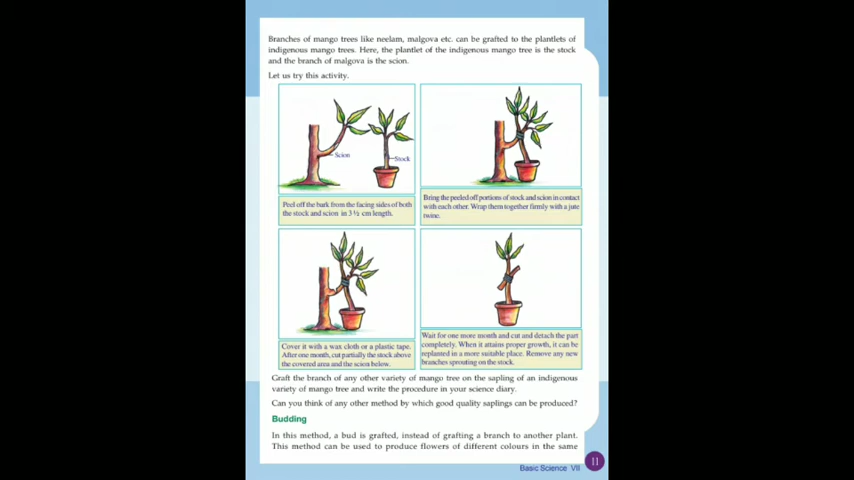 Branches of mango trees like neelam, malgova etc. can be grafted to the plantlets of
indigenous mango trees. Here, the plantlet of the indigenous mango tree is the stock
and the branch of malgova is the scion.
Let us try this activity.
Scion
Stock
Peel off the bark from the facing sides of both
the stock and scion in 3 ½ cm length.
Bring the peeled off portions of stock and scion in contact
with each other. Wrap them together firmly with a jute
twine.
Cover it with a wax cloth or a plastic tape.
After one month, cut partially the stock above
the covered area and the scion below.
Wait for one more month and cut and detach the part
completely. When it attains proper growth, it can be
replanted in a more suitable place. Remove any new
branches sprouting on the stock.
Graft the branch of any other variety of mango tree on the sapling of an indigenous
variety of mango tree and write the procedure in your science diary.
Can you think of any other method by which good quality saplings can be produced?
Budding
In this method, a bud is grafted, instead of grafting a branch to another plant.
This method can be used to produce flowers of different colours in the same
Basic Science VII
11